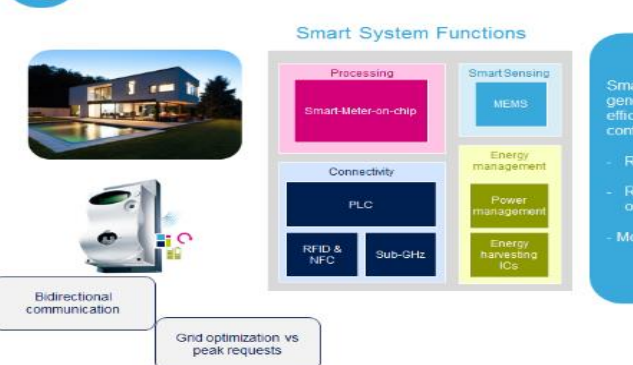 Smart System Functions
Processing
Smart-Meter-on-chip
Smart Sensing
MEMS
Connectivity
PLC
RFID &
NFC
Sub-GHz
Energy
management
Power
management
Energy
harvesting
ICs
Bidirectional
communication
Grid optimization vs
peak requests